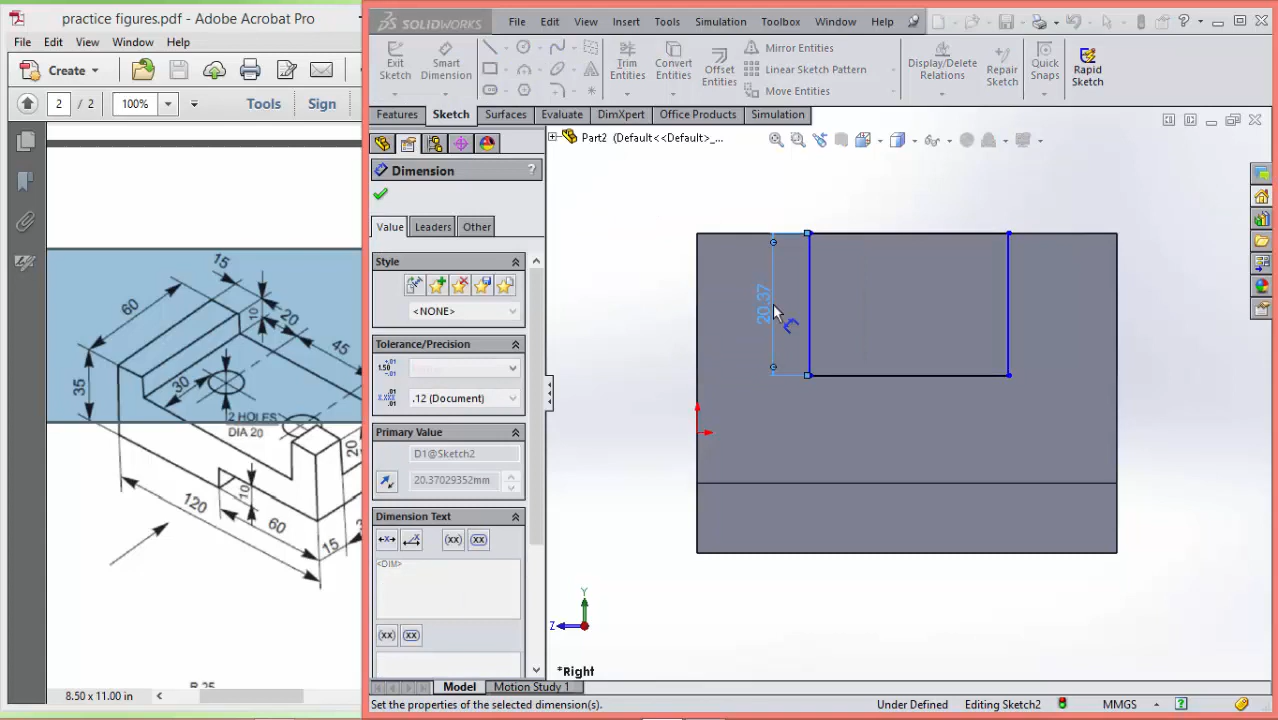 practice figures.pdf - Adobe Acrobat Pro
File Edit View Window Help
Create
2 / 2 100% Tools Sign
15
60
10
20
45
35
30
2 HOLES
DIA 20
20
10
120
60
15
R 25
8.50 x 11.00 in
SOLIDWORKS File Edit View Insert Tools Simulation Toolbox Window Help
Exit Sketch
Smart Dimension
Trim Entities
Convert Entities
Offset Entities
Mirror Entities
Linear Sketch Pattern
Move Entities
Display/Delete Relations
Repair Sketch
Quick Snaps
Rapid Sketch
Features Sketch Surfaces Evaluate DimXpert Office Products Simulation
Part2 (Default<<Default>_...
Dimension ?
Value Leaders Other
Style
<NONE>
Tolerance/Precision
.12 (Document)
Primary Value
D1@Sketch2
20.37029352mm
Dimension Text
(xx) (xx)
<DIM>
(xx) (xx)
20.37
Y
Z
*Right
Model Motion Study 1
Set the properties of the selected dimension(s). Under Defined Editing Sketch2 MMGS